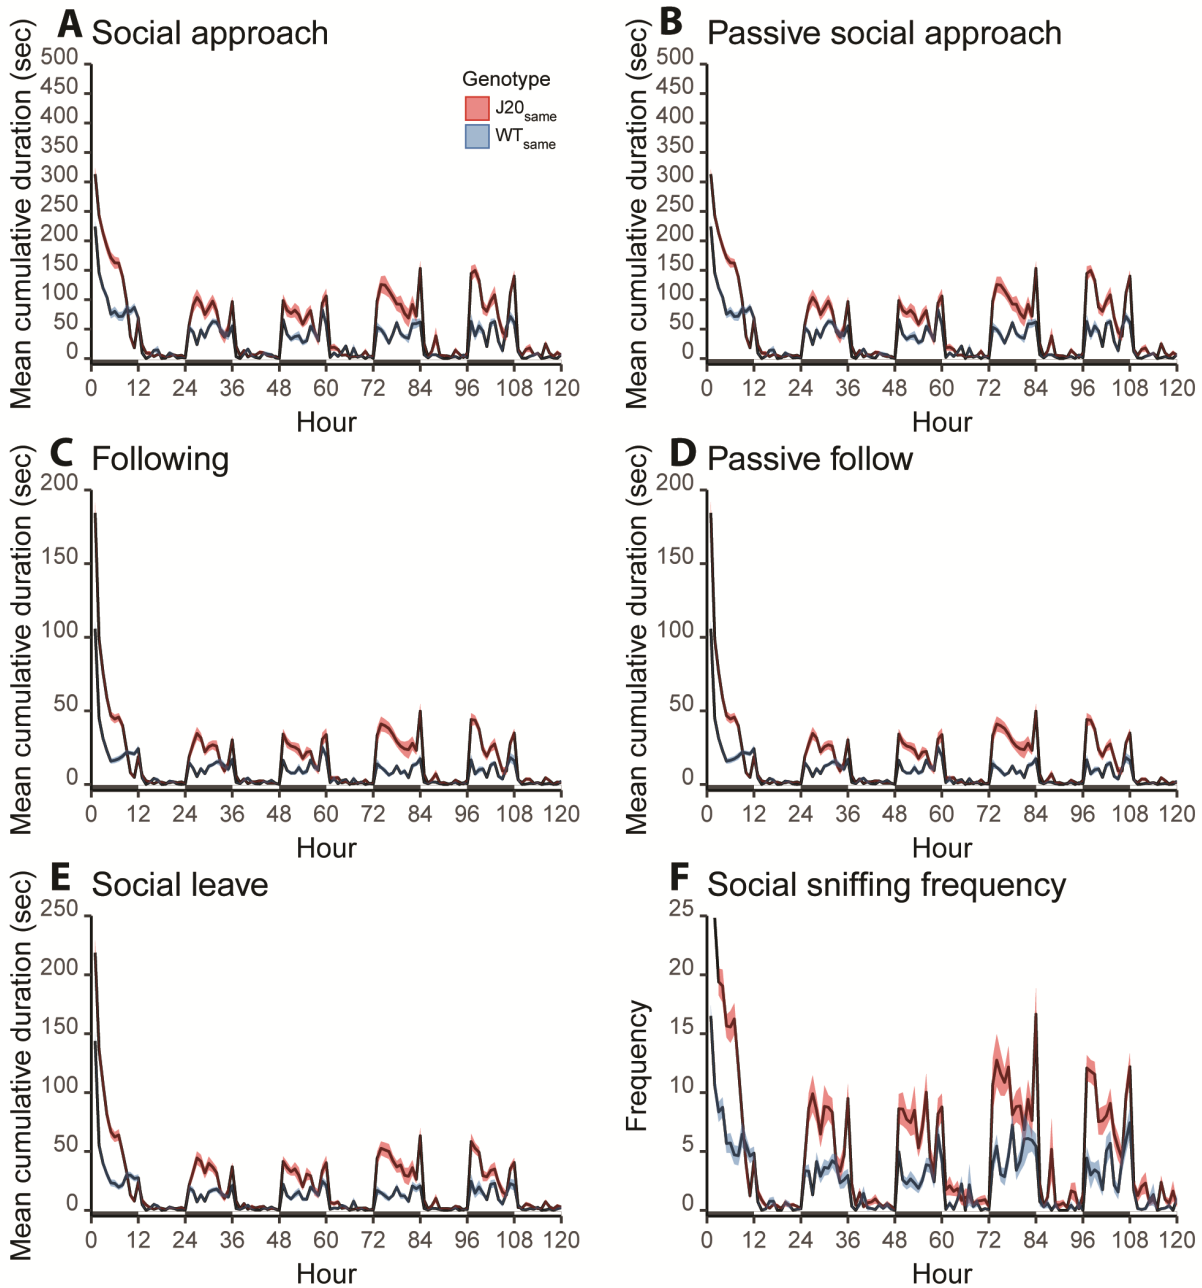 A Social approach
Mean cumulative duration (sec)
500
450
400
350
300
250
200
150
100
50
0
Genotype
J20same
WTsame
0 12 24 36 48 60 72 84 96 108 120
Hour
B Passive social approach
Mean cumulative duration (sec)
500
450
400
350
300
250
200
150
100
50
0
0 12 24 36 48 60 72 84 96 108 120
Hour
C Following
Mean cumulative duration (sec)
200
150
100
50
0
0 12 24 36 48 60 72 84 96 108 120
Hour
D Passive follow
Mean cumulative duration (sec)
200
150
100
50
0
0 12 24 36 48 60 72 84 96 108 120
Hour
E Social leave
Mean cumulative duration (sec)
250
200
150
100
50
0
0 12 24 36 48 60 72 84 96 108 120
Hour
F Social sniffing frequency
Frequency
25
20
15
10
5
0
0 12 24 36 48 60 72 84 96 108 120
Hour